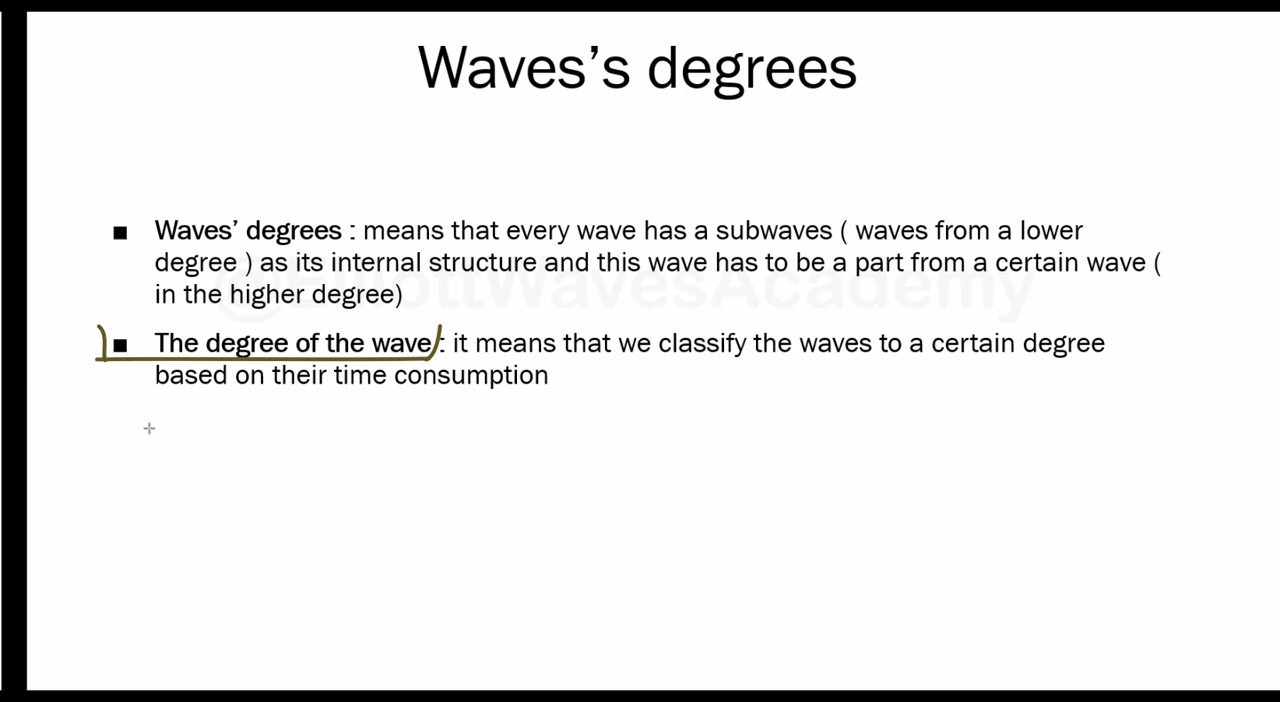 Waves’s degrees
■ Waves’ degrees : means that every wave has a subwaves ( waves from a lower
degree ) as its internal structure and this wave has to be a part from a certain wave (
in the higher degree)
■ The degree of the wave : it means that we classify the waves to a certain degree
based on their time consumption
@ElliottWavesAcademy